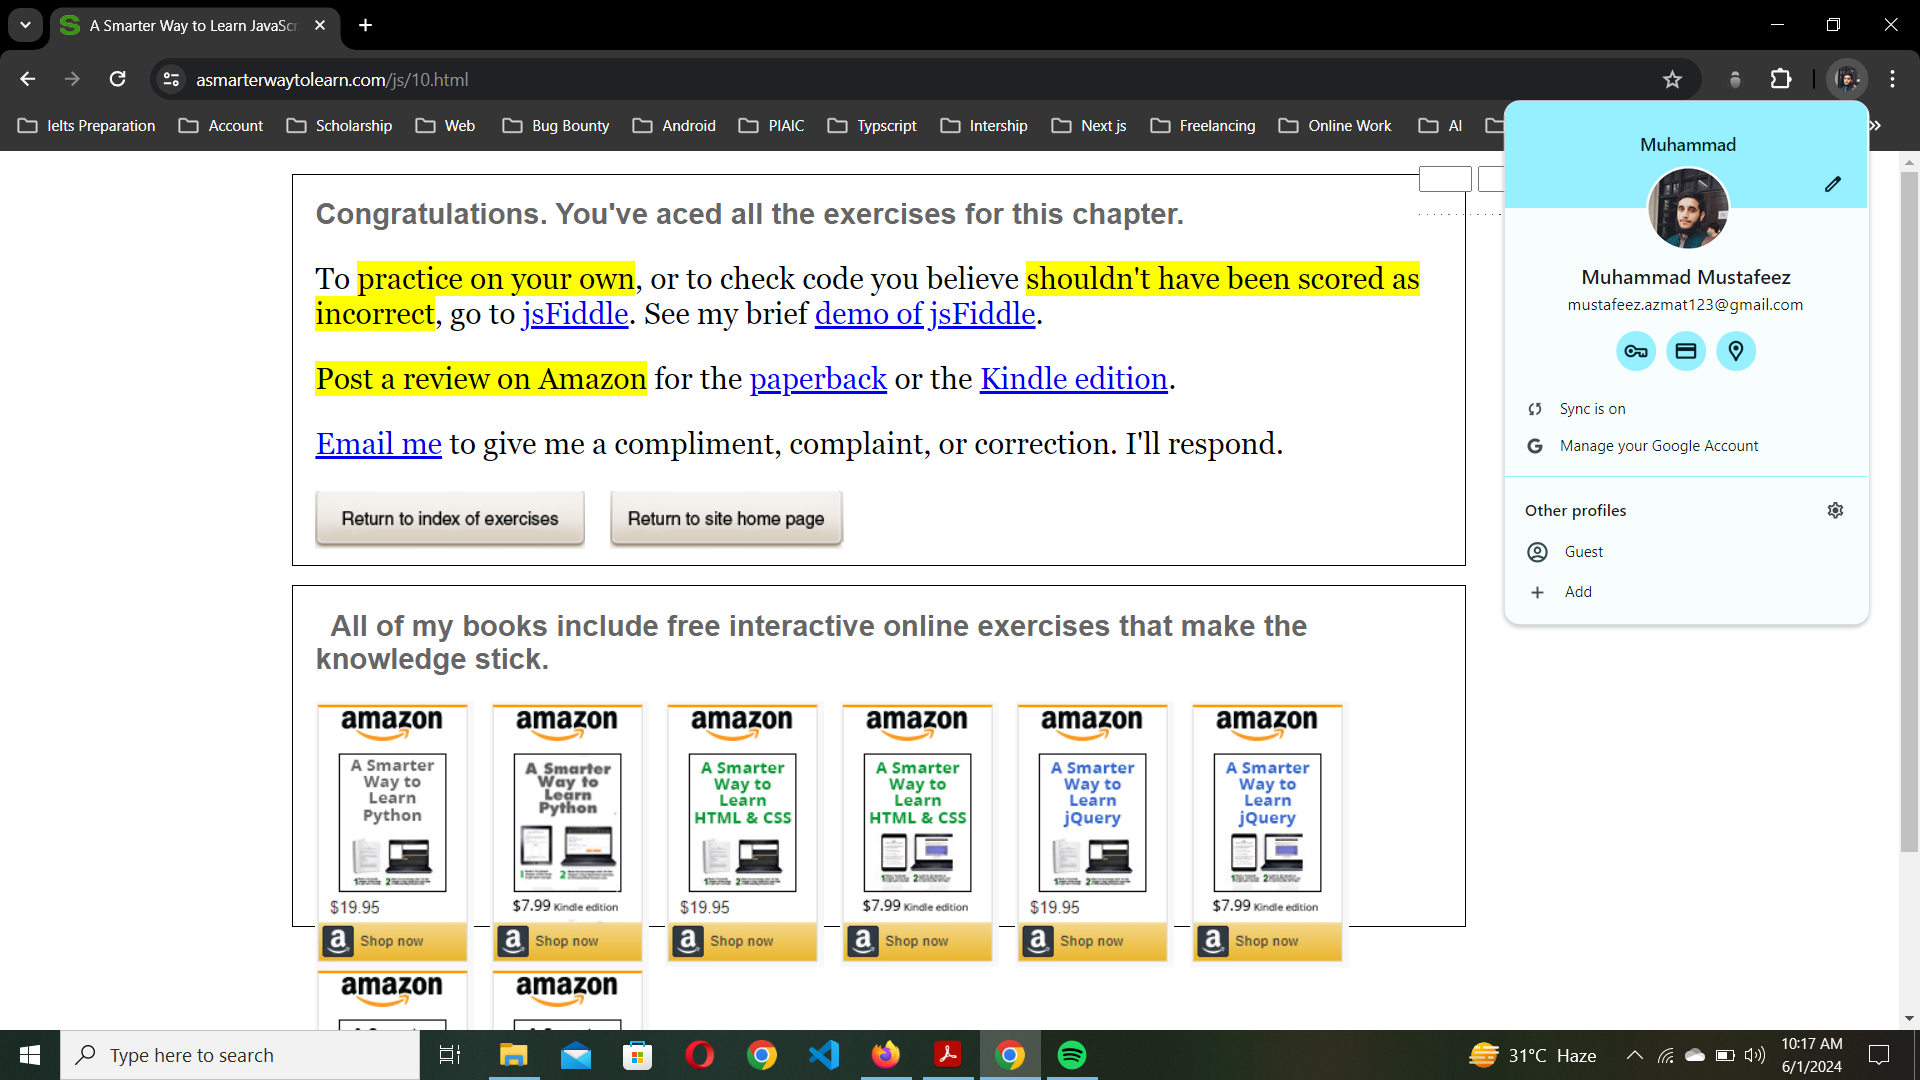 A Smarter Way to Learn JavaScr
asmarterwaytolearn.com/js/10.html
Ielts Preparation
Account
Scholarship
Web
Bug Bounty
Android
PIAIC
Typscript
Intership
Next js
Freelancing
Online Work
AI
Muhammad
Muhammad Mustafeez
mustafeez.azmat123@gmail.com
Sync is on
Manage your Google Account
Other profiles
Guest
Add
Congratulations. You've aced all the exercises for this chapter.
To practice on your own, or to check code you believe shouldn't have been scored as
incorrect, go to jsFiddle. See my brief demo of jsFiddle.
Post a review on Amazon for the paperback or the Kindle edition.
Email me to give me a compliment, complaint, or correction. I'll respond.
Return to index of exercises
Return to site home page
All of my books include free interactive online exercises that make the
knowledge stick.
amazon
A Smarter
Way to
Learn
Python
$19.95
Shop now
amazon
A Smarter
Way to
Learn
Python
$7.99 Kindle edition
Shop now
amazon
A Smarter
Way to
Learn
HTML & CSS
$19.95
Shop now
amazon
A Smarter
Way to
Learn
HTML & CSS
$7.99 Kindle edition
Shop now
amazon
A Smarter
Way to
Learn
jQuery
$19.95
Shop now
amazon
A Smarter
Way to
Learn
jQuery
$7.99 Kindle edition
Shop now
amazon
amazon
Type here to search
31°C Haze
10:17 AM
6/1/2024